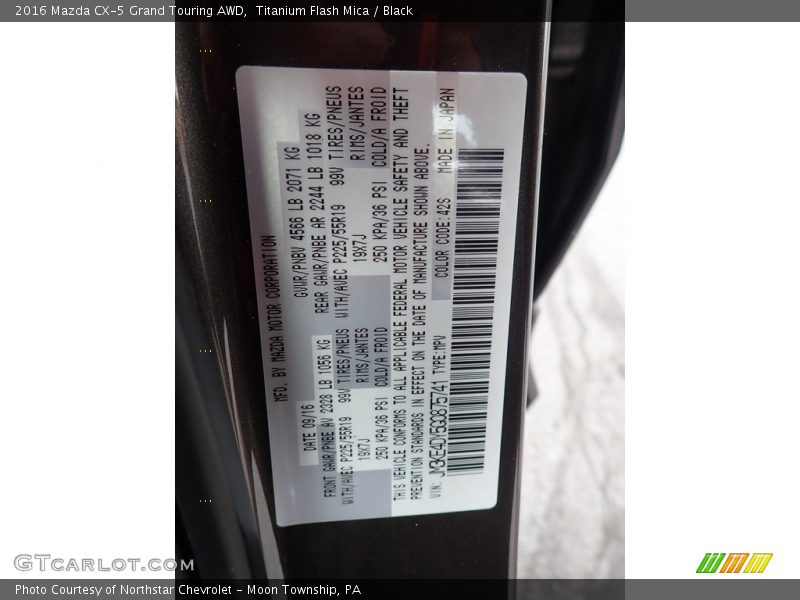 2016 Mazda CX-5 Grand Touring AWD,  Titanium Flash Mica / Black
MFD. BY MAZDA MOTOR CORPORATION
DATE 09/16
GVWR/PNBV 4566 LB 2071 KG
FRONT GAWR/PNBE AV 2328 LB 1056 KG
REAR GAWR/PNBE AR 2244 LB 1018 KG
WITH/AVEC P225/55R19 99V TIRES/PNEUS
WITH/AVEC P225/55R19 99V TIRES/PNEUS
19X7J RIMS/JANTES
19X7J RIMS/JANTES
250 KPA/36 PSI COLD/A FROID
250 KPA/36 PSI COLD/A FROID
THIS VEHICLE CONFORMS TO ALL APPLICABLE FEDERAL MOTOR VEHICLE SAFETY AND THEFT
PREVENTION STANDARDS IN EFFECT ON THE DATE OF MANUFACTURE SHOWN ABOVE.
VIN: JM3KE4DY5G0875741 TYPE:MPV COLOR CODE:42S MADE IN JAPAN
GTcarlot.com
Photo Courtesy of Northstar Chevrolet - Moon Township, PA